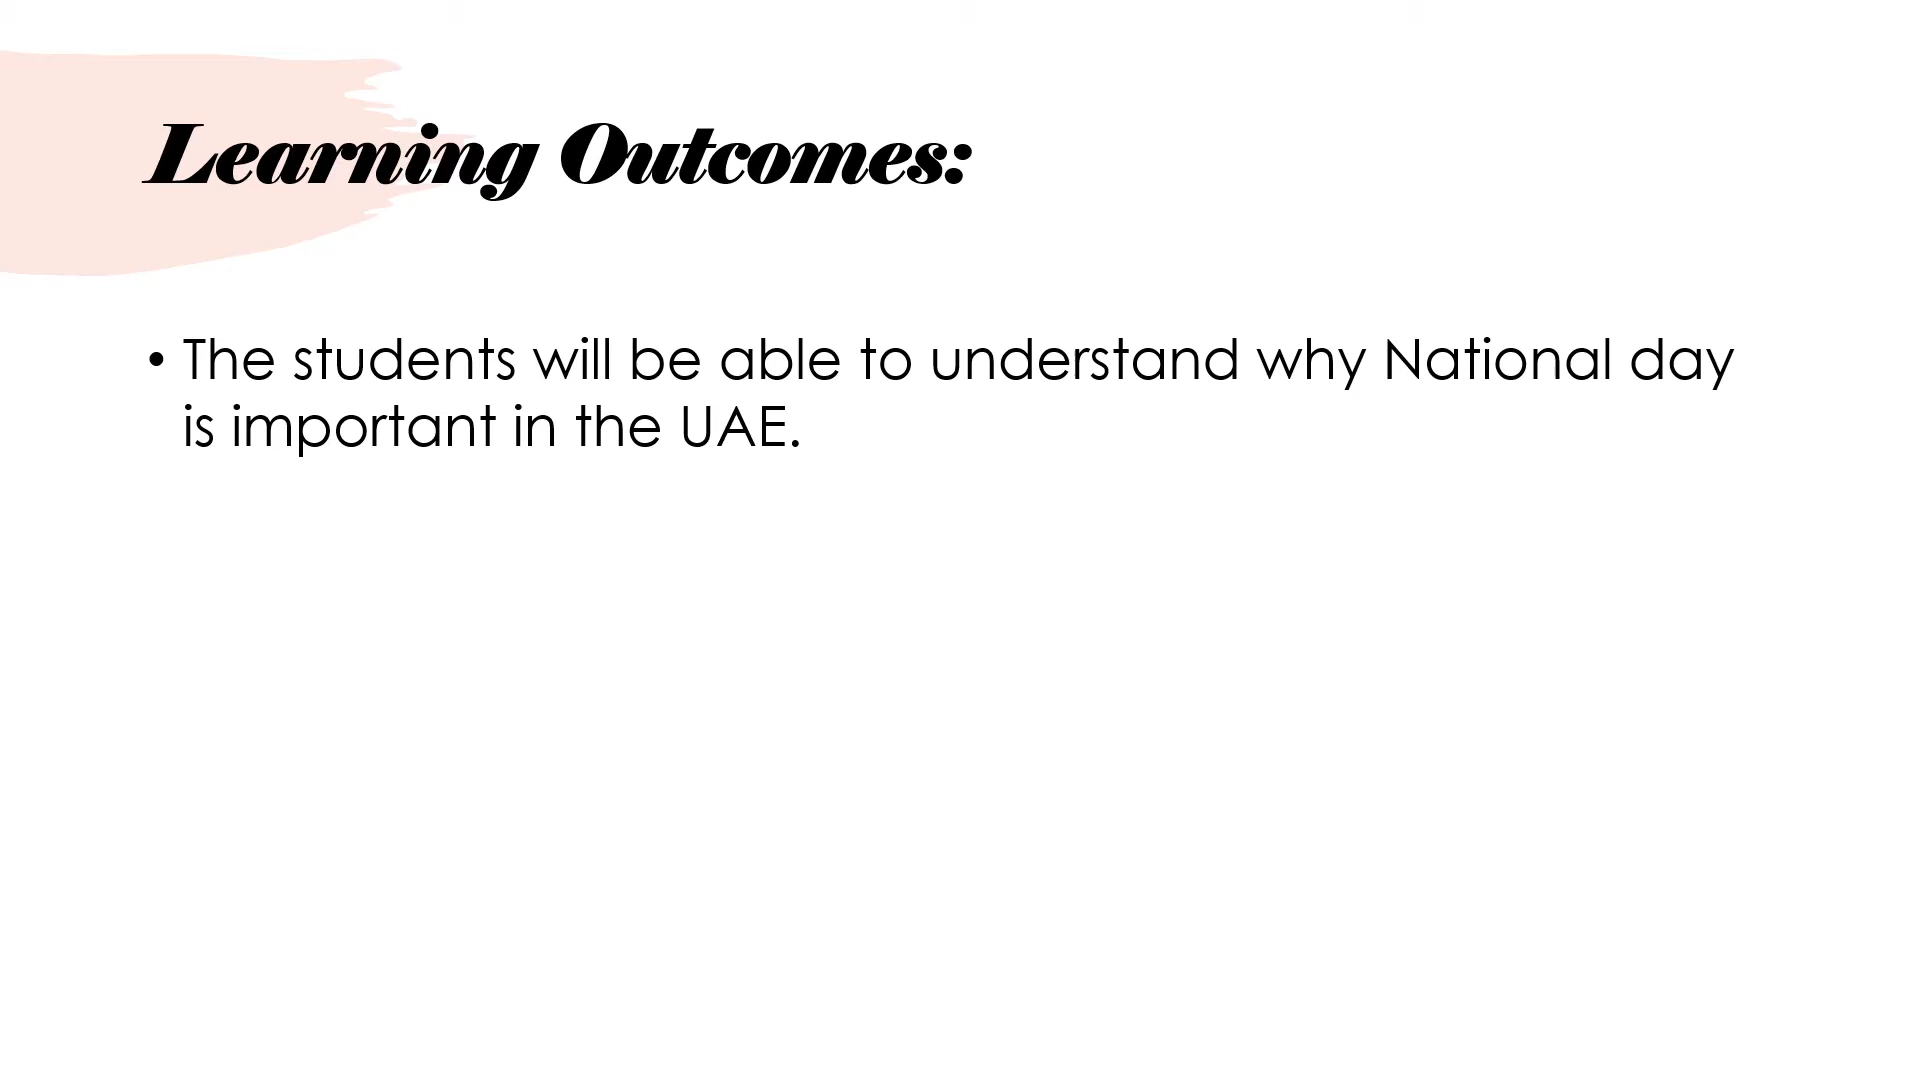 Learning Outcomes:
• The students will be able to understand why National day
is important in the UAE.